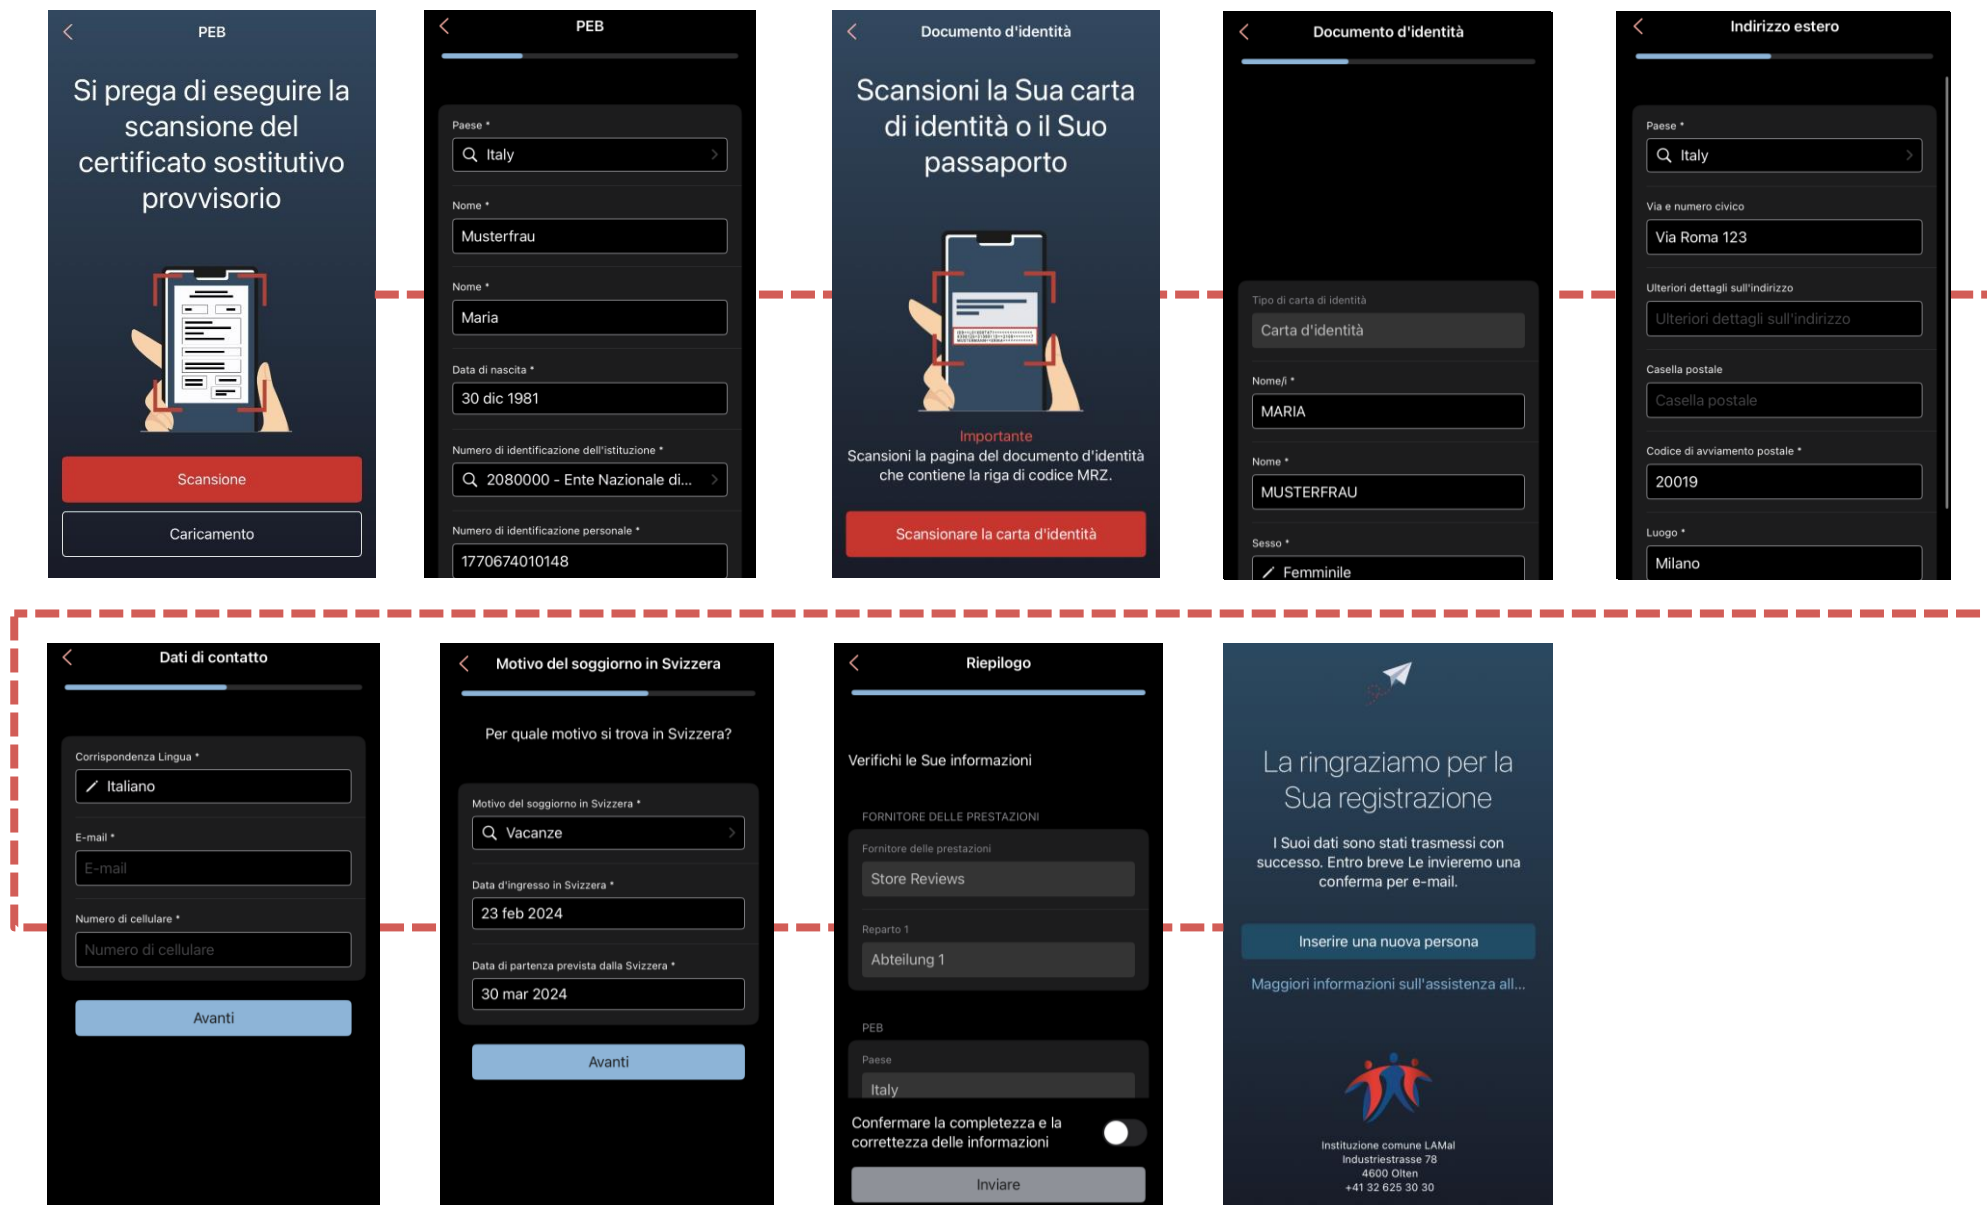 PEB
Si prega di eseguire la
scansione del
certificato sostitutivo
provvisorio
Scansione
Caricamento
PEB
Paese *
Italy
Nome *
Musterfrau
Nome *
Maria
Data di nascita *
30 dic 1981
Numero di identificazione dell'istituzione *
2080000 - Ente Nazionale di...
Numero di identificazione personale *
1770674010148
Documento d'identità
Scansioni la Sua carta
di identità o il Suo
passaporto
Importante
Scansioni la pagina del documento d'identità
che contiene la riga di codice MRZ.
Scansionare la carta d'identità
Documento d'identità
Tipo di carta di identità
Carta d'identità
Nome/i *
MARIA
Nome *
MUSTERFRAU
Sesso *
Femminile
Indirizzo estero
Paese *
Italy
Via e numero civico
Via Roma 123
Ulteriori dettagli sull'indirizzo
Ulteriori dettagli sull'indirizzo
Casella postale
Casella postale
Codice di avviamento postale *
20019
Luogo *
Milano
Dati di contatto
Corrispondenza Lingua *
Italiano
E-mail *
E-mail
Numero di cellulare *
Numero di cellulare
Avanti
Motivo del soggiorno in Svizzera
Per quale motivo si trova in Svizzera?
Motivo del soggiorno in Svizzera *
Vacanze
Data d'ingresso in Svizzera *
23 feb 2024
Data di partenza prevista dalla Svizzera *
30 mar 2024
Avanti
Riepilogo
Verifichi le Sue informazioni
FORNITORE DELLE PRESTAZIONI
Fornitore delle prestazioni
Store Reviews
Reparto 1
Abteilung 1
PEB
Paese
Italy
Confermare la completezza e la
correttezza delle informazioni
Inviare
La ringraziamo per la
Sua registrazione
I Suoi dati sono stati trasmessi con
successo. Entro breve Le invieremo una
conferma per e-mail.
Inserire una nuova persona
Maggiori informazioni sull'assistenza all...
Instituzione comune LAMal
Industriestrasse 78
4600 Olten
+41 32 625 30 30